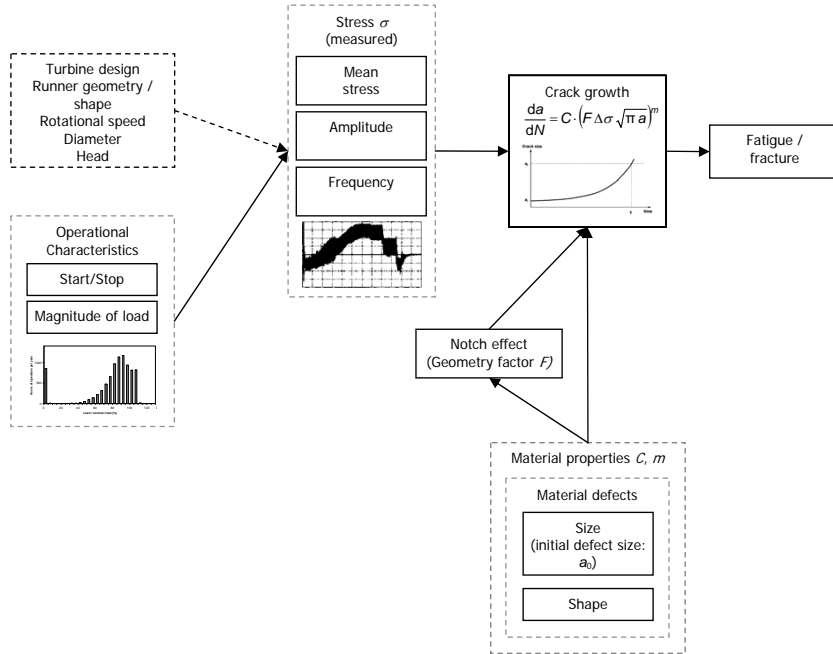 Turbine design
Runner geometry /
shape
Rotational speed
Diameter
Head
Operational
Characteristics
Start/Stop
Magnitude of load
Stress σ
(measured)
Mean
stress
Amplitude
Frequency
Crack growth
da/dN = C·(F Δσ √π a)^m
Crack size
T
time
Fatigue /
fracture
Notch effect
(Geometry factor F)
Material properties C, m
Material defects
Size
(initial defect size:
a₀)
Shape